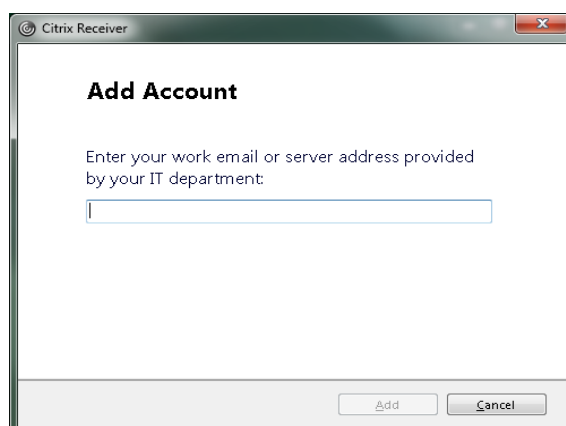 Citrix Receiver
Add Account
Enter your work email or server address provided
by your IT department:
Add
Cancel